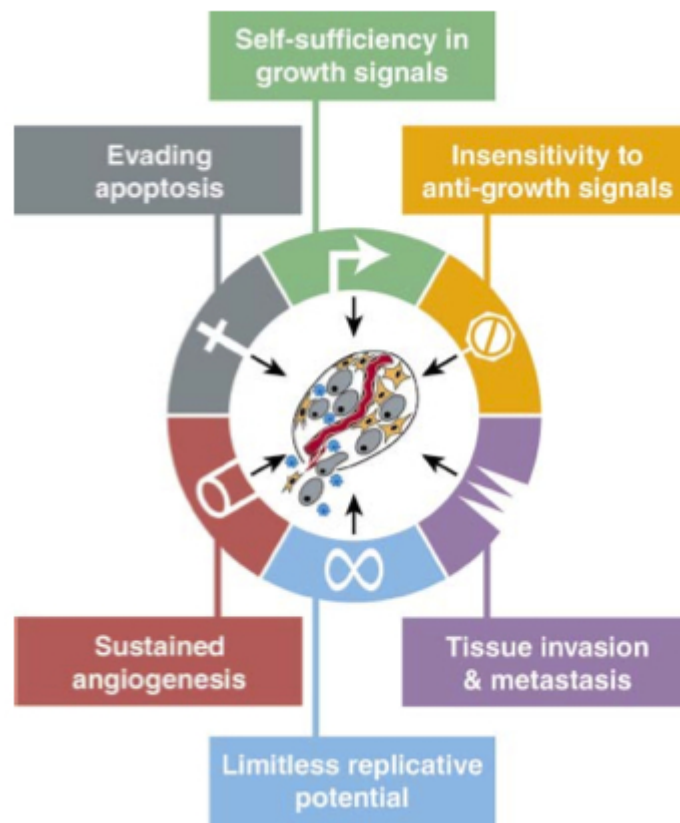 Self-sufficiency in
growth signals
Evading
apoptosis
Insensitivity to
anti-growth signals
Sustained
angiogenesis
Tissue invasion
& metastasis
Limitless replicative
potential